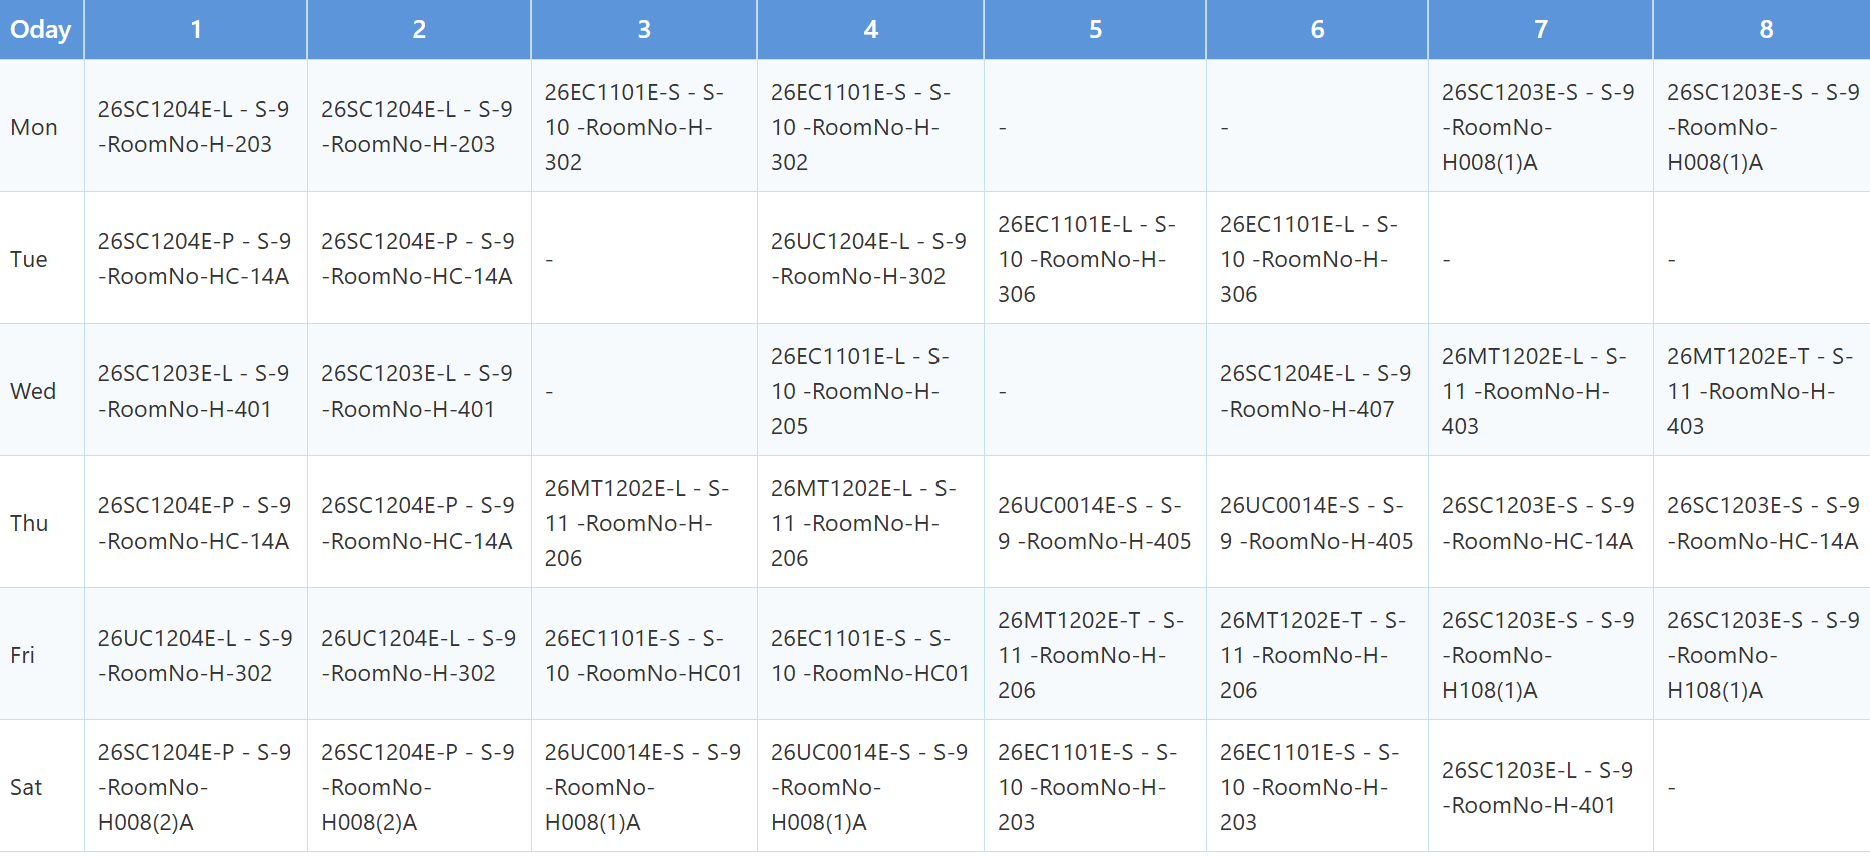 Oday 1 2 3 4 5 6 7 8
Mon
26SC1204E-L - S-9
-RoomNo-H-203
26SC1204E-L - S-9
-RoomNo-H-203
26EC1101E-S - S-
10 -RoomNo-H-
302
26EC1101E-S - S-
10 -RoomNo-H-
302
-
-
26SC1203E-S - S-9
-RoomNo-
H008(1)A
26SC1203E-S - S-9
-RoomNo-
H008(1)A
Tue
26SC1204E-P - S-9
-RoomNo-HC-14A
26SC1204E-P - S-9
-RoomNo-HC-14A
-
26UC1204E-L - S-9
-RoomNo-H-302
26EC1101E-L - S-
10 -RoomNo-H-
306
26EC1101E-L - S-
10 -RoomNo-H-
306
-
-
Wed
26SC1203E-L - S-9
-RoomNo-H-401
26SC1203E-L - S-9
-RoomNo-H-401
-
26EC1101E-L - S-
10 -RoomNo-H-
205
-
26SC1204E-L - S-9
-RoomNo-H-407
26MT1202E-L - S-
11 -RoomNo-H-
403
26MT1202E-T - S-
11 -RoomNo-H-
403
Thu
26SC1204E-P - S-9
-RoomNo-HC-14A
26SC1204E-P - S-9
-RoomNo-HC-14A
26MT1202E-L - S-
11 -RoomNo-H-
206
26MT1202E-L - S-
11 -RoomNo-H-
206
26UC0014E-S - S-
9 -RoomNo-H-405
26UC0014E-S - S-
9 -RoomNo-H-405
26SC1203E-S - S-9
-RoomNo-HC-14A
26SC1203E-S - S-9
-RoomNo-HC-14A
Fri
26UC1204E-L - S-9
-RoomNo-H-302
26UC1204E-L - S-9
-RoomNo-H-302
26EC1101E-S - S-
10 -RoomNo-HC01
26EC1101E-S - S-
10 -RoomNo-HC01
26MT1202E-T - S-
11 -RoomNo-H-
206
26MT1202E-T - S-
11 -RoomNo-H-
206
26SC1203E-S - S-9
-RoomNo-
H108(1)A
26SC1203E-S - S-9
-RoomNo-
H108(1)A
Sat
26SC1204E-P - S-9
-RoomNo-
H008(2)A
26SC1204E-P - S-9
-RoomNo-
H008(2)A
26UC0014E-S - S-9
-RoomNo-
H008(1)A
26UC0014E-S - S-9
-RoomNo-
H008(1)A
26EC1101E-S - S-
10 -RoomNo-H-
203
26EC1101E-S - S-
10 -RoomNo-H-
203
26SC1203E-L - S-9
-RoomNo-H-401
-